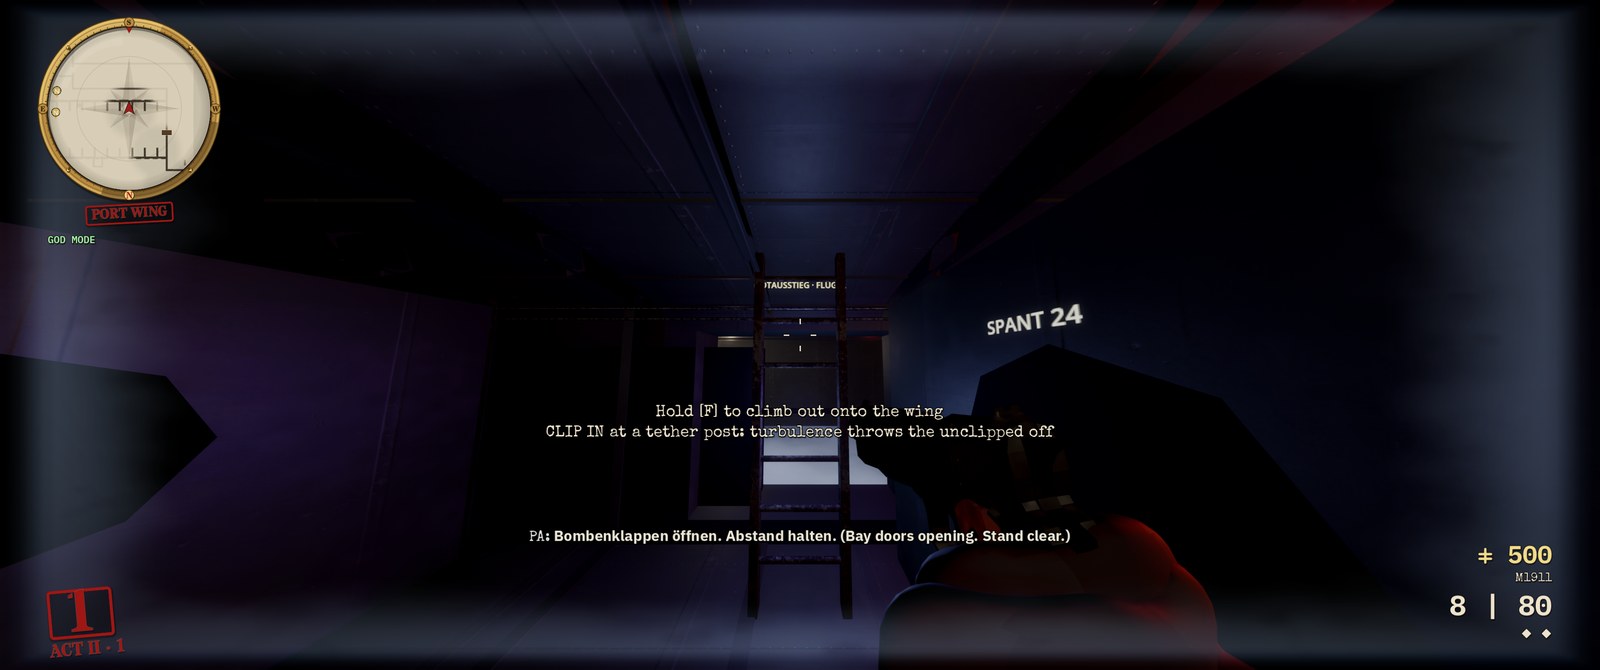 S
E
W
N
PORT WING
GOD MODE
OTAUSSTIEG · FLUG
SPANT 24
Hold [F] to climb out onto the wing
CLIP IN at a tether post: turbulence throws the unclipped off
PA: Bombenklappen öffnen. Abstand halten. (Bay doors opening. Stand clear.)
500
M1911
8 | 80
1
ACT II - 1